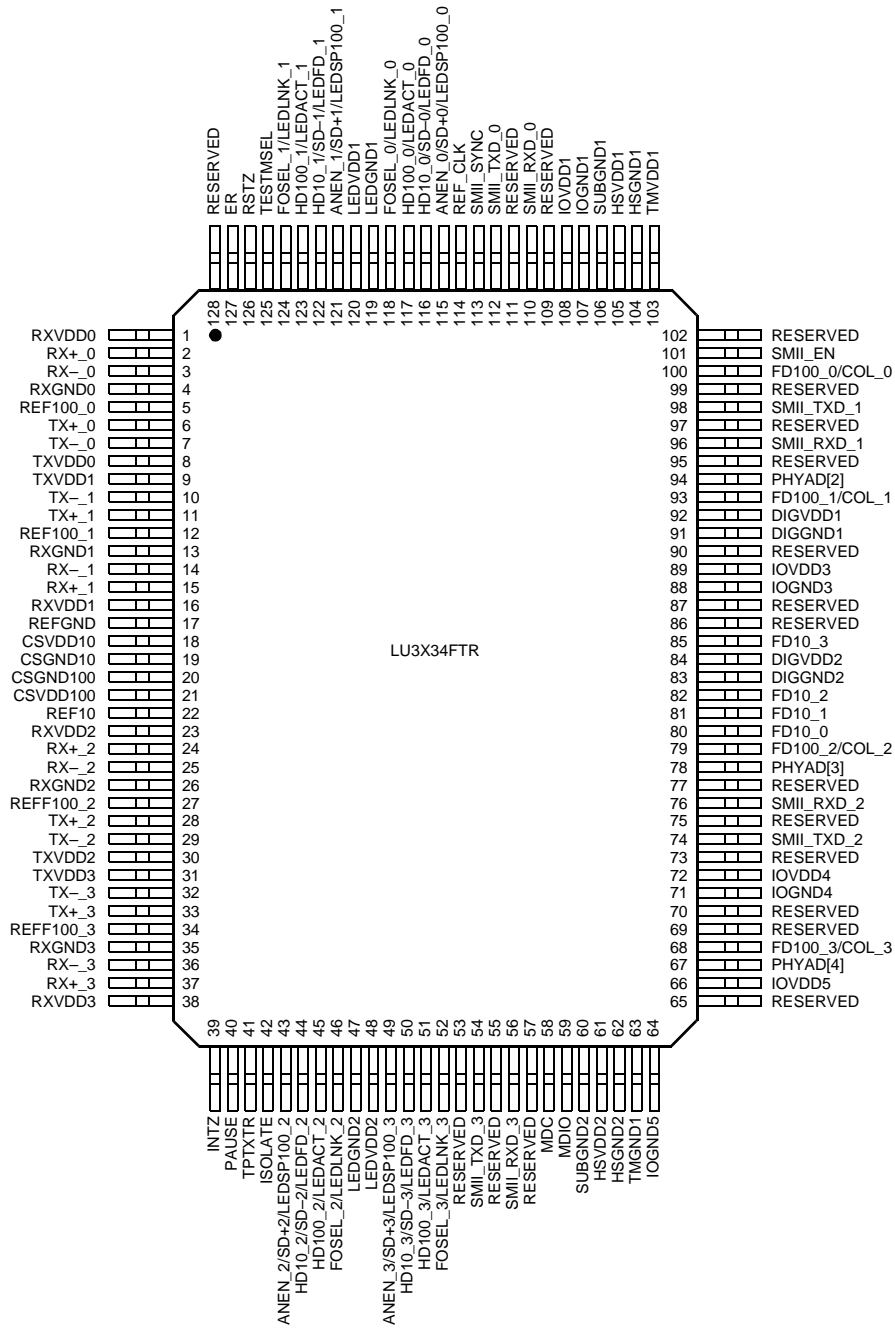 RESERVED
ER
RSTZ
TESTMSEL
FOSEL_1/LEDLNK_1
HD100_1/LEDACT_1
HD10_1/SD–1/LEDFD_1
ANEN_1/SD+1/LEDSP100_1
LEDVDD1
LEDGND1
FOSEL_0/LEDLNK_0
HD100_0/LEDACT_0
HD10_0/SD–0/LEDFD_0
ANEN_0/SD+0/LEDSP100_0
REF_CLK
SMII_SYNC
SMII_TXD_0
RESERVED
SMII_RXD_0
RESERVED
IOVDD1
IOGND1
SUBGND1
HSVDD1
HSGND1
TMVDD1
128
127
126
125
124
123
122
121
120
119
118
117
116
115
114
113
112
111
110
109
108
107
106
105
104
103
RXVDD0 1
RX+_0 2
RX–_0 3
RXGND0 4
REF100_0 5
TX+_0 6
TX–_0 7
TXVDD0 8
TXVDD1 9
TX–_1 10
TX+_1 11
REF100_1 12
RXGND1 13
RX–_1 14
RX+_1 15
RXVDD1 16
REFGND 17
CSVDD10 18
CSGND10 19
CSGND100 20
CSVDD100 21
REF10 22
RXVDD2 23
RX+_2 24
RX–_2 25
RXGND2 26
REFF100_2 27
TX+_2 28
TX–_2 29
TXVDD2 30
TXVDD3 31
TX–_3 32
TX+_3 33
REFF100_3 34
RXGND3 35
RX–_3 36
RX+_3 37
RXVDD3 38
LU3X34FTR
102 RESERVED
101 SMII_EN
100 FD100_0/COL_0
99 RESERVED
98 SMII_TXD_1
97 RESERVED
96 SMII_RXD_1
95 RESERVED
94 PHYAD[2]
93 FD100_1/COL_1
92 DIGVDD1
91 DIGGND1
90 RESERVED
89 IOVDD3
88 IOGND3
87 RESERVED
86 RESERVED
85 FD10_3
84 DIGVDD2
83 DIGGND2
82 FD10_2
81 FD10_1
80 FD10_0
79 FD100_2/COL_2
78 PHYAD[3]
77 RESERVED
76 SMII_RXD_2
75 RESERVED
74 SMII_TXD_2
73 RESERVED
72 IOVDD4
71 IOGND4
70 RESERVED
69 RESERVED
68 FD100_3/COL_3
67 PHYAD[4]
66 IOVDD5
65 RESERVED
39
40
41
42
43
44
45
46
47
48
49
50
51
52
53
54
55
56
57
58
59
60
61
62
63
64
INTZ
PAUSE
TPTXTR
ISOLATE
ANEN_2/SD+2/LEDSP100_2
HD10_2/SD–2/LEDFD_2
HD100_2/LEDACT_2
FOSEL_2/LEDLNK_2
LEDGND2
LEDVDD2
ANEN_3/SD+3/LEDSP100_3
HD10_3/SD–3/LEDFD_3
HD100_3/LEDACT_3
FOSEL_3/LEDLNK_3
RESERVED
SMII_TXD_3
RESERVED
SMII_RXD_3
RESERVED
MDC
MDIO
SUBGND2
HSVDD2
HSGND2
TMGND1
IOGND5